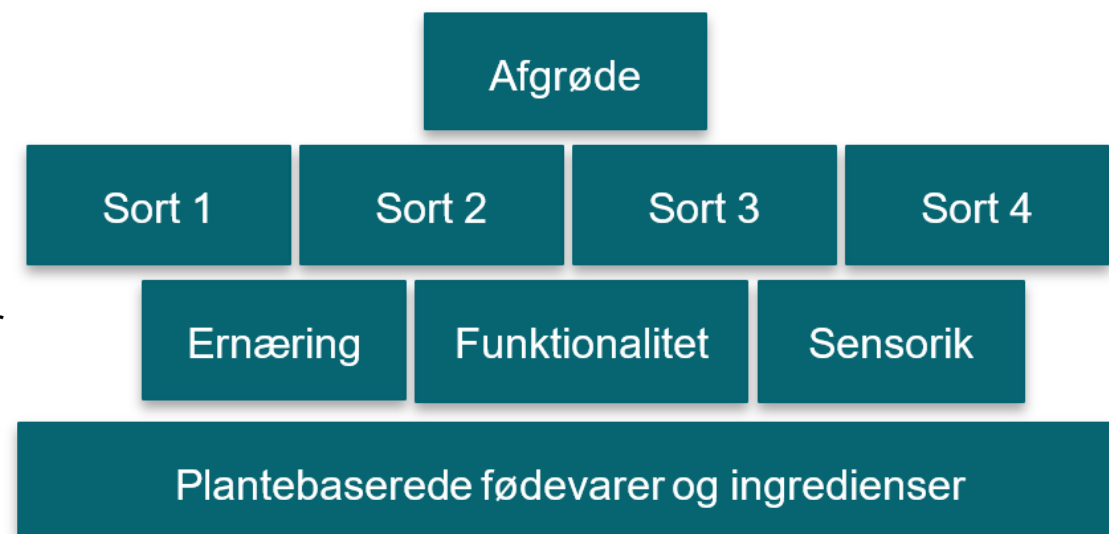 Afgrøde
Sort 1 Sort 2 Sort 3 Sort 4
Ernæring Funktionalitet Sensorik
Plantebaserede fødevarer og ingredienser